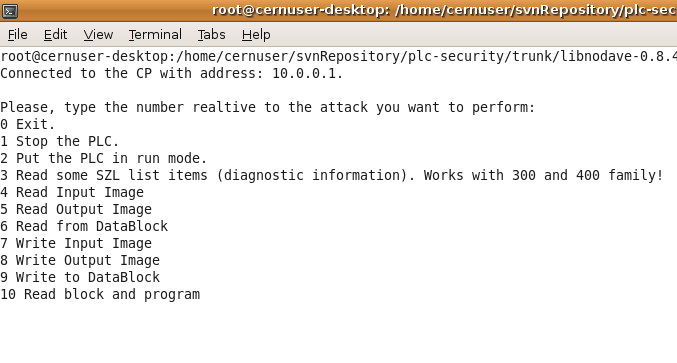 root@cernuser-desktop: /home/cernuser/svnRepository/plc-sec
File Edit View Terminal Tabs Help
root@cernuser-desktop:/home/cernuser/svnRepository/plc-security/trunk/libnodave-0.8.4
Connected to the CP with address: 10.0.0.1.
Please, type the number realtive to the attack you want to perform:
0 Exit.
1 Stop the PLC.
2 Put the PLC in run mode.
3 Read some SZL list items (diagnostic information). Works with 300 and 400 family!
4 Read Input Image
5 Read Output Image
6 Read from DataBlock
7 Write Input Image
8 Write Output Image
9 Write to DataBlock
10 Read block and program